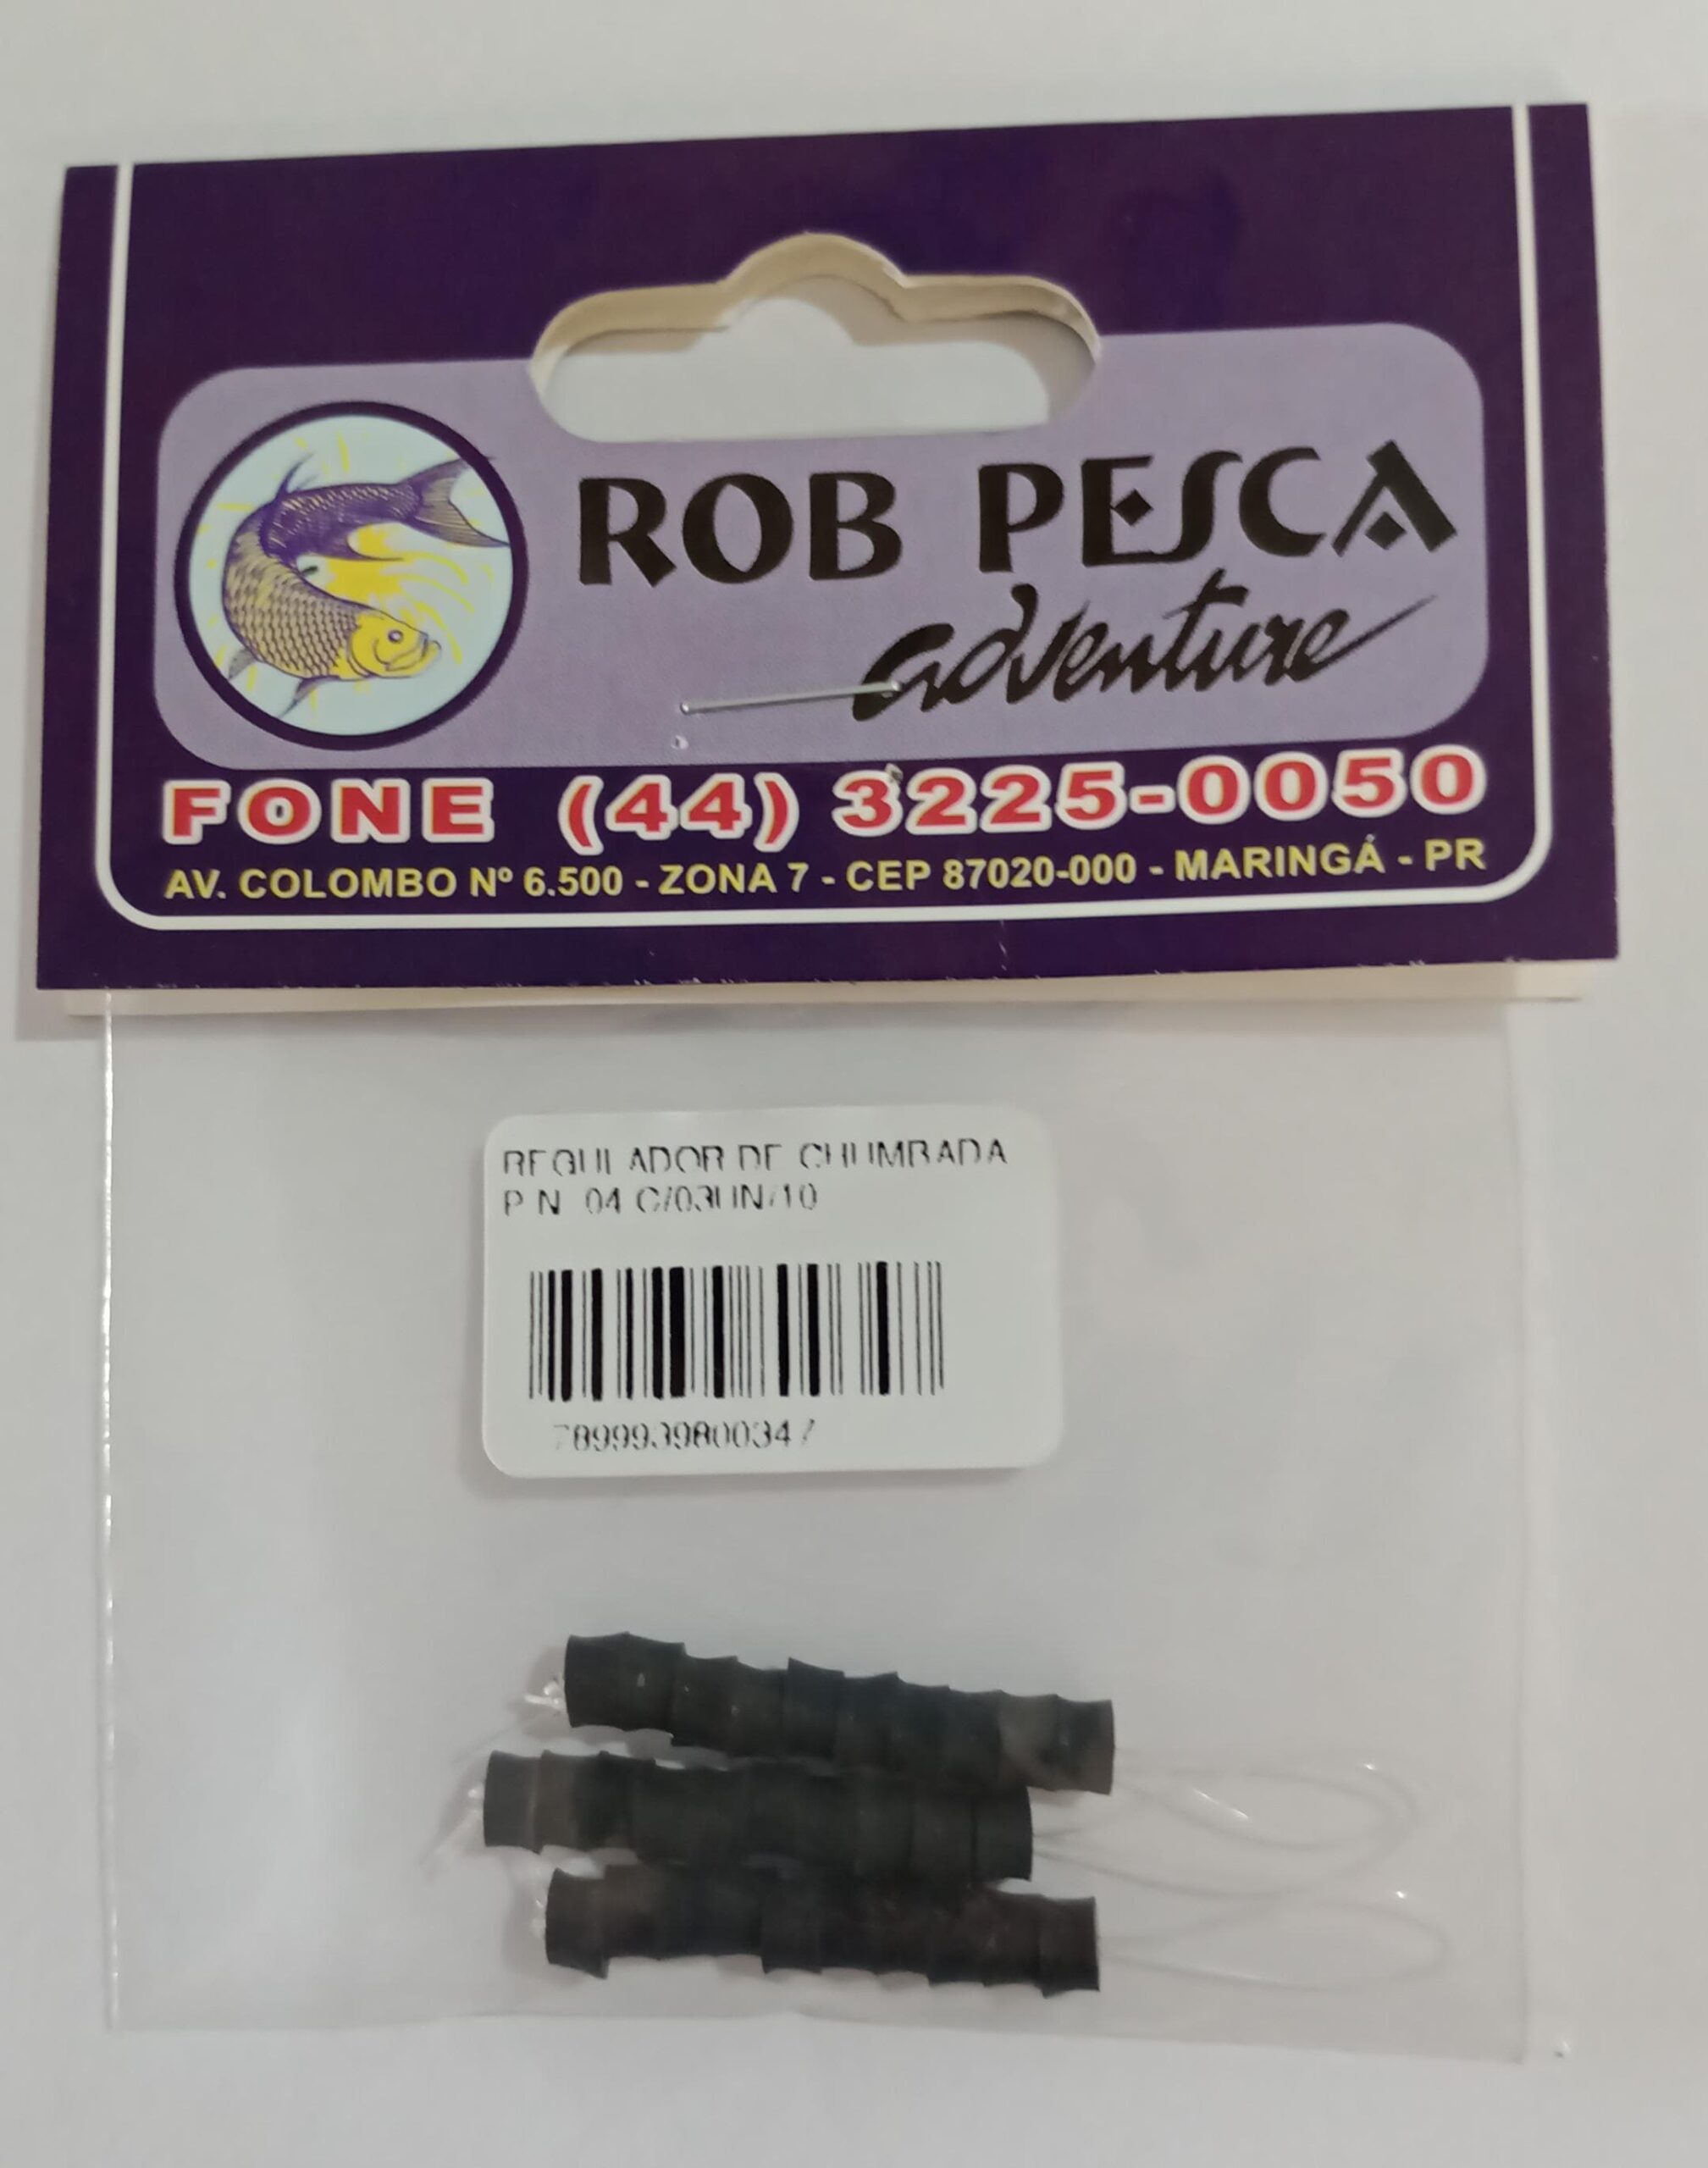 ROB PESCA
adventure
FONE (44) 3225-0050
AV. COLOMBO Nº 6.500 - ZONA 7 - CEP 87020-000 - MARINGÁ - PR
REGULADOR DE CHUMBADA
P N 04 C/03UN/10
7899939800347